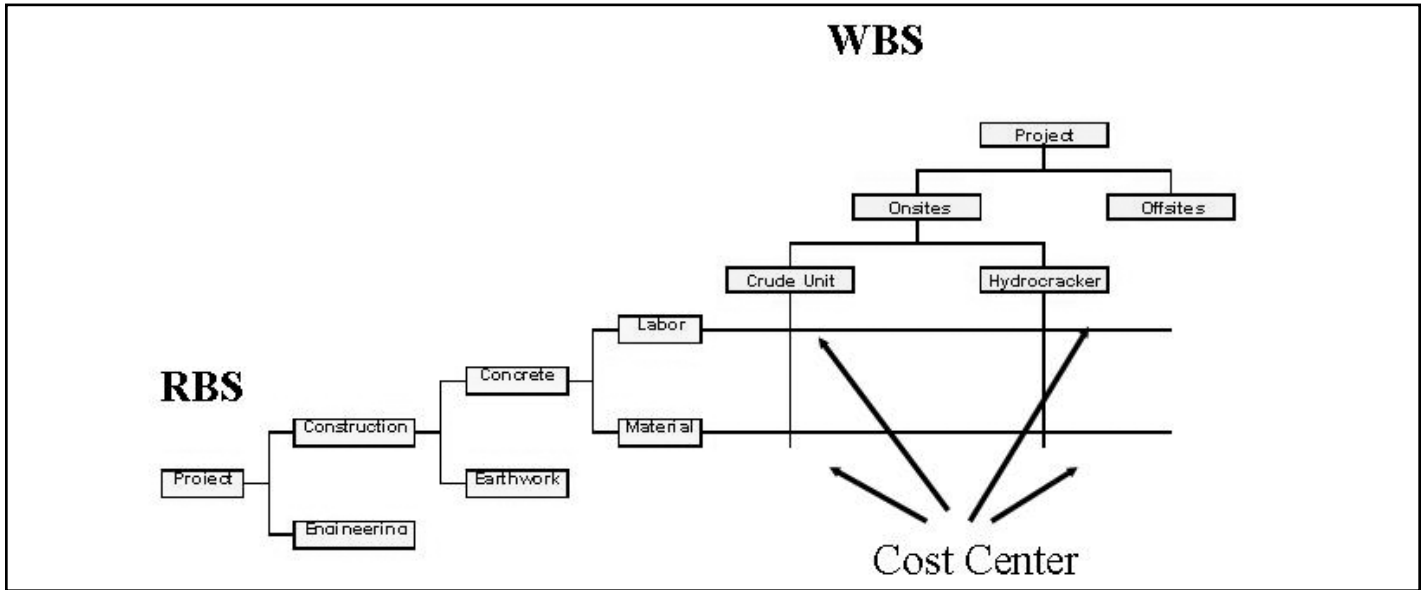 WBS
Project
Onsites
Offsites
Crude Unit
Hydrocracker
Labor
Concrete
RBS
Construction
Material
Project
Earthwork
Engineering
Cost Center